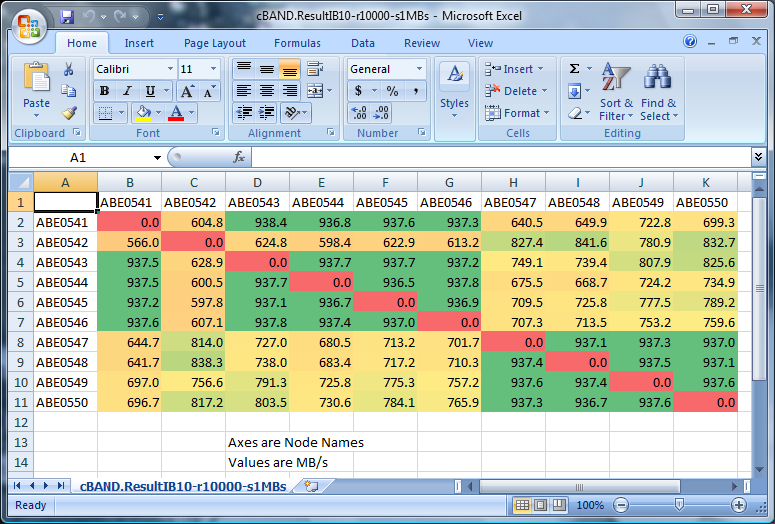 cBAND.ResultIB10-r10000-s1MBs - Microsoft Excel
Home Insert Page Layout Formulas Data Review View
Paste Calibri 11 General Styles Insert Sort & Filter Find & Select
B I U A A $ % , Delete
A .00 .00 Format
Clipboard Font Alignment Number Cells Editing
A1 fx
A B C D E F G H I J K
1 ABE0541 ABE0542 ABE0543 ABE0544 ABE0545 ABE0546 ABE0547 ABE0548 ABE0549 ABE0550
2 ABE0541 0.0 604.8 938.4 936.8 937.6 937.3 640.5 649.9 722.8 699.3
3 ABE0542 566.0 0.0 624.8 598.4 622.9 613.2 827.4 841.6 780.9 832.7
4 ABE0543 937.5 628.9 0.0 937.7 937.7 937.2 749.1 739.4 807.9 825.6
5 ABE0544 937.5 600.5 937.7 0.0 936.5 937.8 675.5 668.7 724.2 734.9
6 ABE0545 937.2 597.8 937.1 936.7 0.0 936.9 709.5 725.8 777.5 789.2
7 ABE0546 937.6 607.1 937.8 937.4 937.0 0.0 707.3 713.5 753.2 759.6
8 ABE0547 644.7 814.0 727.0 680.5 713.2 701.7 0.0 937.1 937.3 937.0
9 ABE0548 641.7 838.3 738.0 683.4 717.2 710.3 937.4 0.0 937.5 937.1
10 ABE0549 697.0 756.6 791.3 725.8 775.3 757.2 937.6 937.4 0.0 937.6
11 ABE0550 696.7 817.2 803.5 730.6 784.1 765.9 937.3 936.7 937.6 0.0
12
13 Axes are Node Names
14 Values are MB/s
cBAND.ResultIB10-r10000-s1MBs
Ready 100%